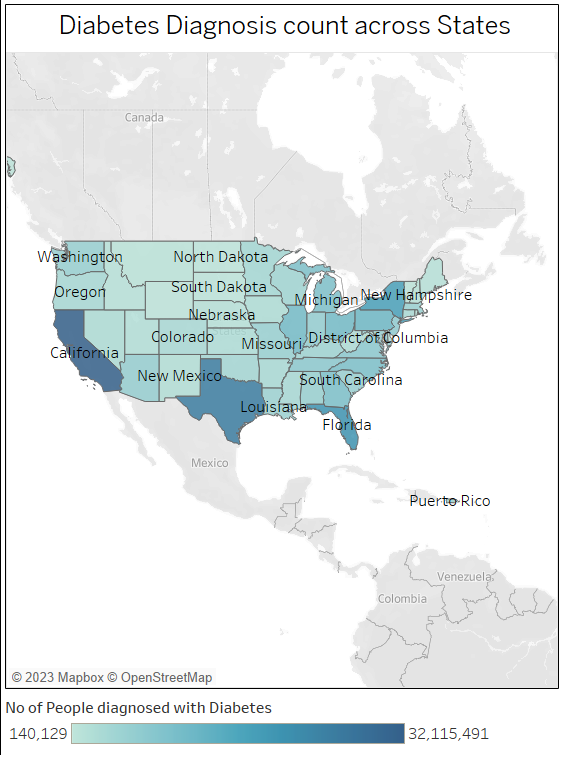 Diabetes Diagnosis count across States
Canada
Washington
North Dakota
Oregon
South Dakota
Michigan
New Hampshire
Nebraska
California
Colorado
Missouri
District of Columbia
New Mexico
South Carolina
Louisiana
Florida
Mexico
Puerto Rico
Venezuela
Colombia
© 2023 Mapbox © OpenStreetMap
No of People diagnosed with Diabetes
140,129 32,115,491